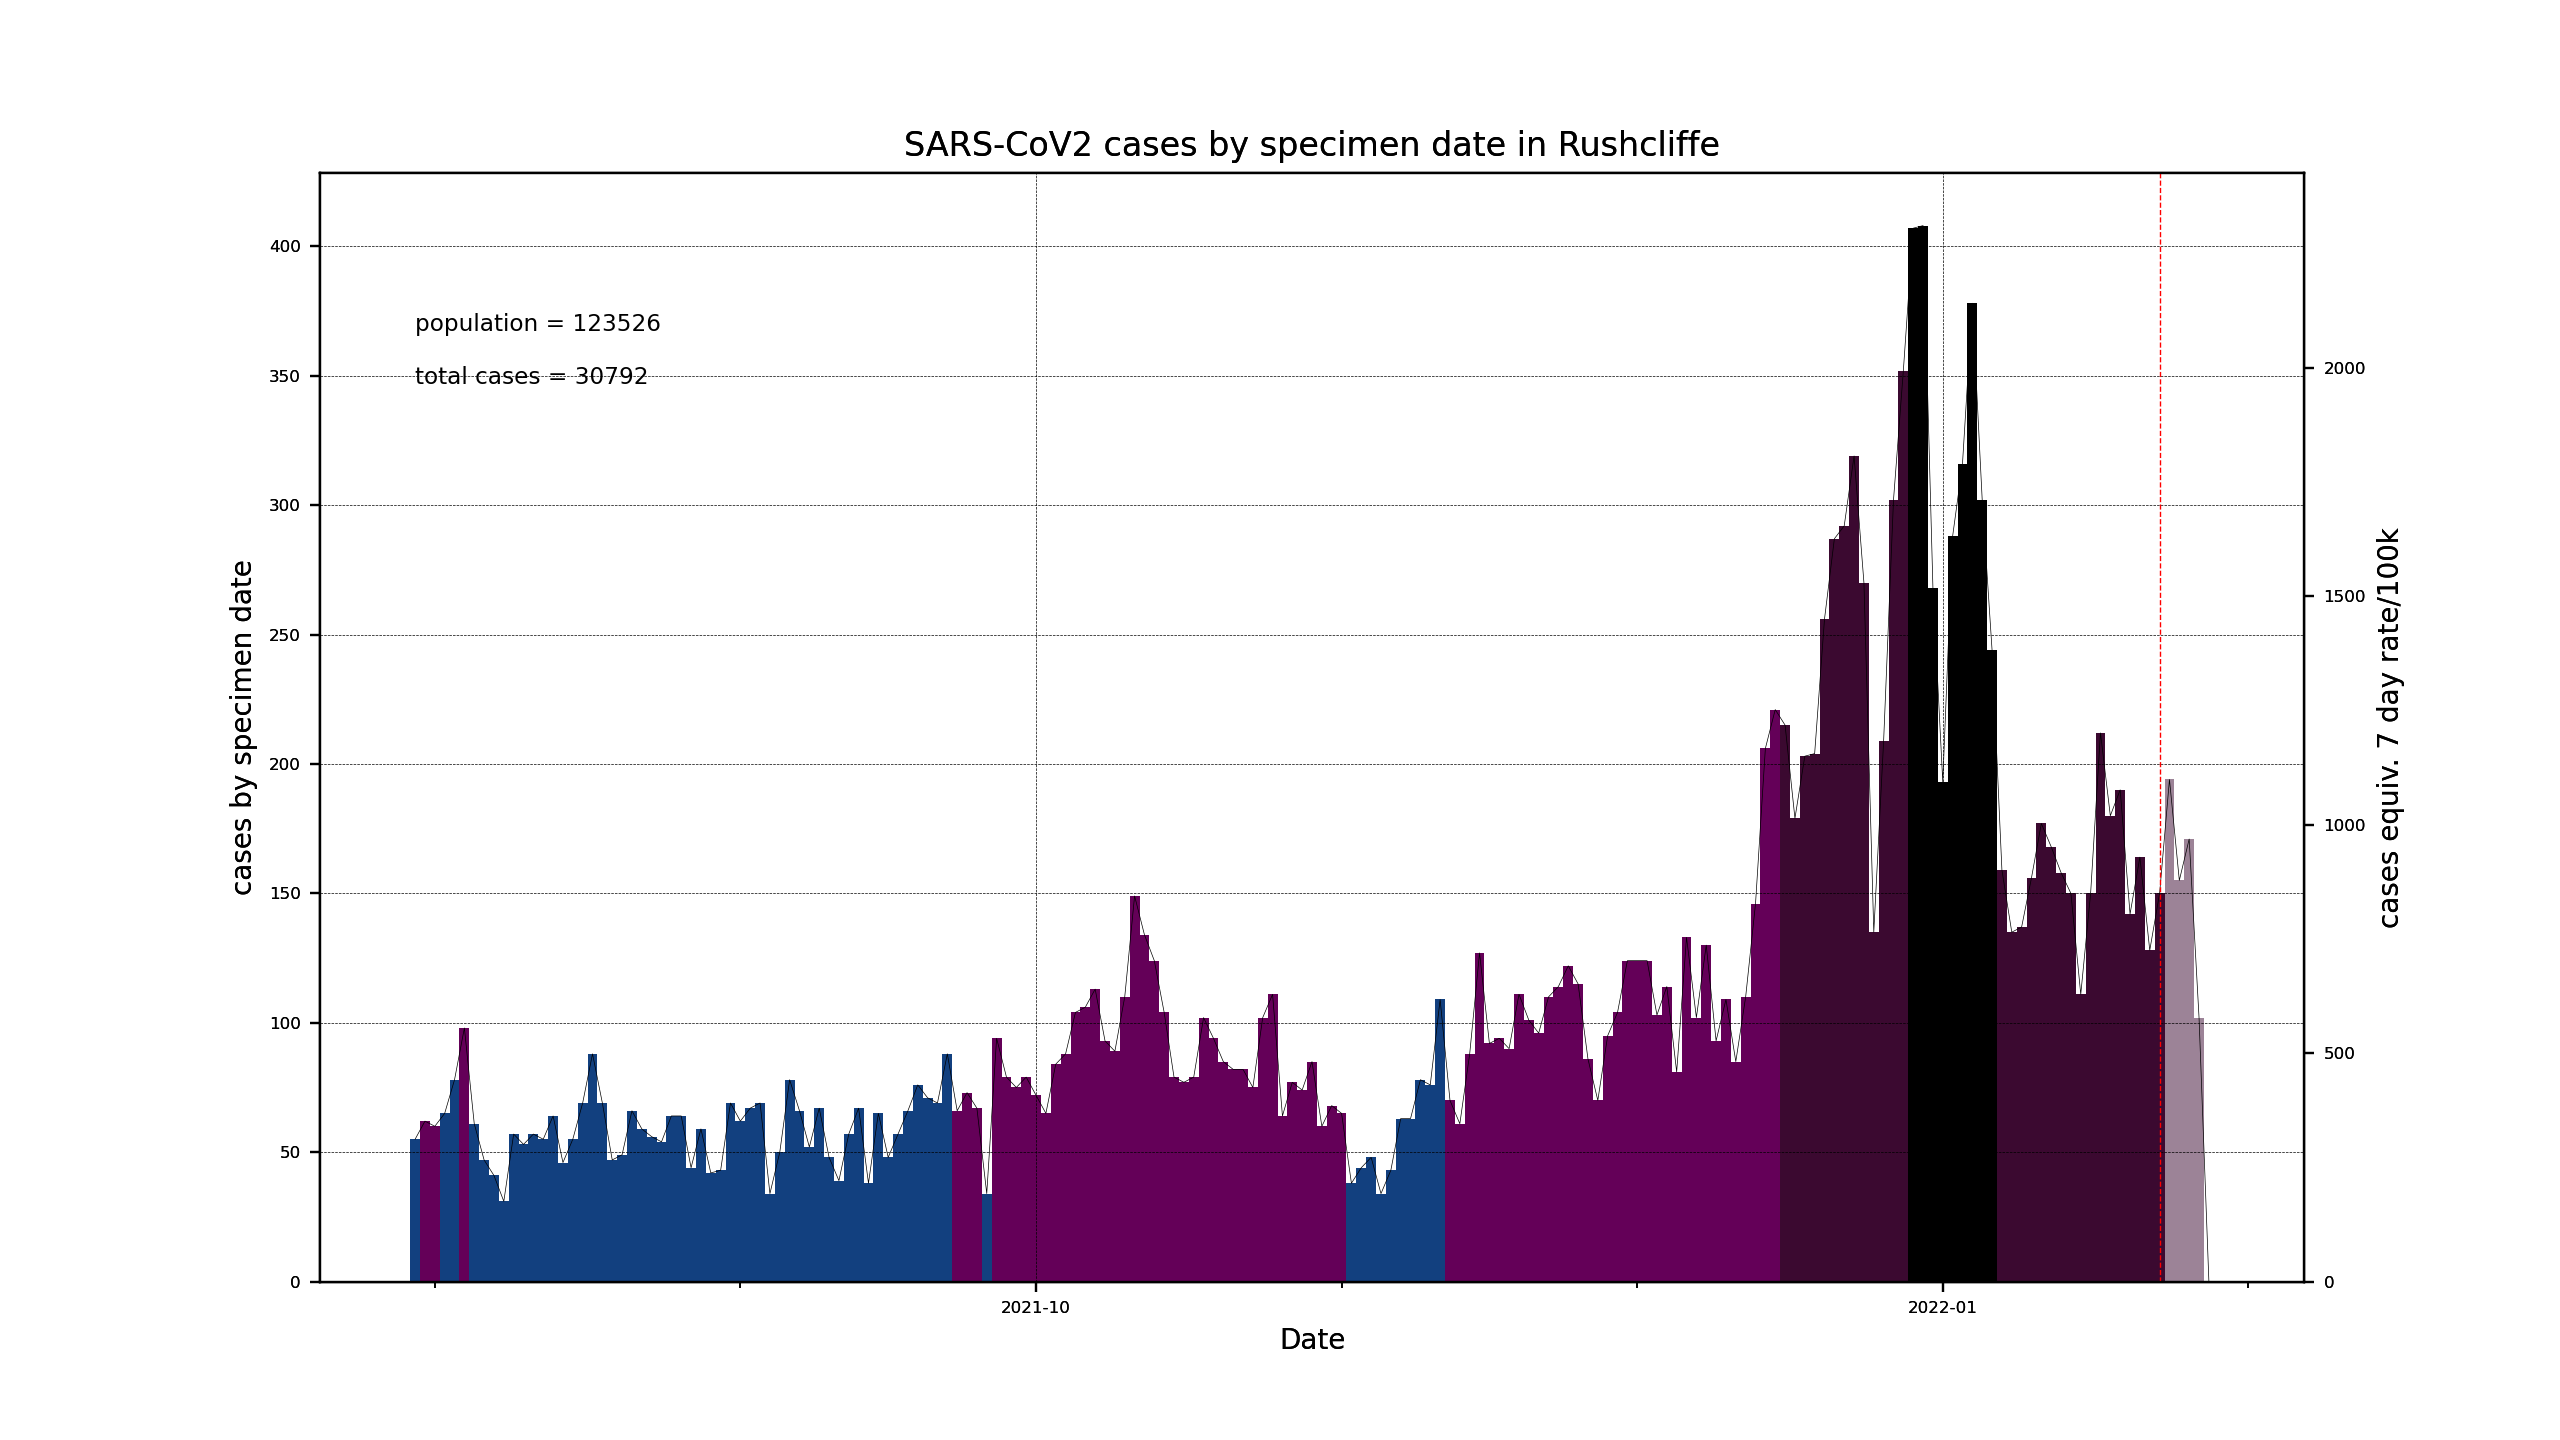 SARS-CoV2 cases by specimen date in Rushcliffe
population = 123526
total cases = 30792
cases by specimen date
400
350
300
250
200
150
100
50
0
2000
1500
1000
500
0
cases equiv. 7 day rate/100k
2021-10
2022-01
Date